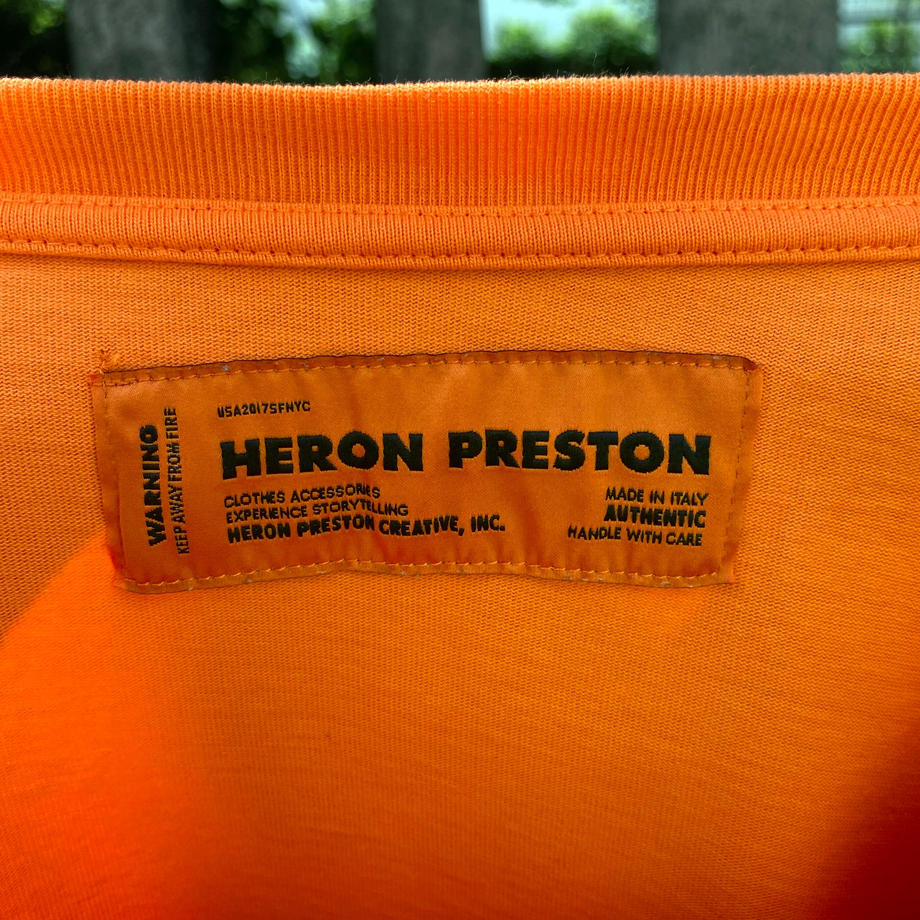 WARNING
KEEP AWAY FROM FIRE
USA2017SFNYC
HERON PRESTON
CLOTHES ACCESSORIES
EXPERIENCE STORYTELLING
HERON PRESTON CREATIVE, INC.
MADE IN ITALY
AUTHENTIC
HANDLE WITH CARE